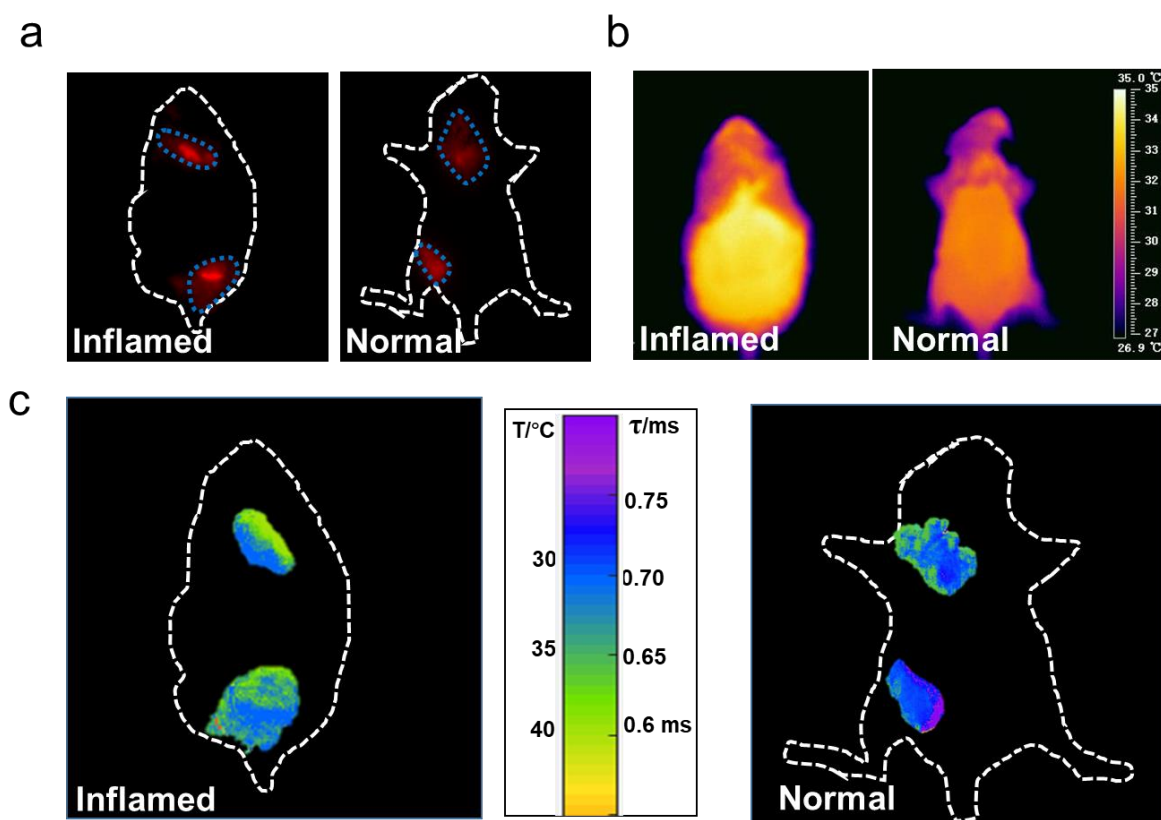 a
b
Inflamed
Normal
Inflamed
Normal
35.0 ℃
35
34
33
32
31
30
29
28
27
26.9 ℃
c
T/°C
τ/ms
0.75
30
0.70
35
0.65
40
0.6 ms
Inflamed
Normal